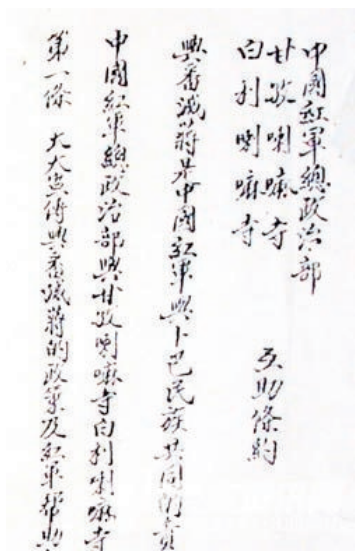 中國紅軍總政治部
甘孜喇嘛寺
白利喇嘛寺
互助條約
興番滅蔣是中國紅軍與卜巴民族共同的責
中國紅軍總政治部與甘孜喇嘛寺白利喇嘛寺
第一條 大大宣傳興番滅蔣的政策及紅軍幫助